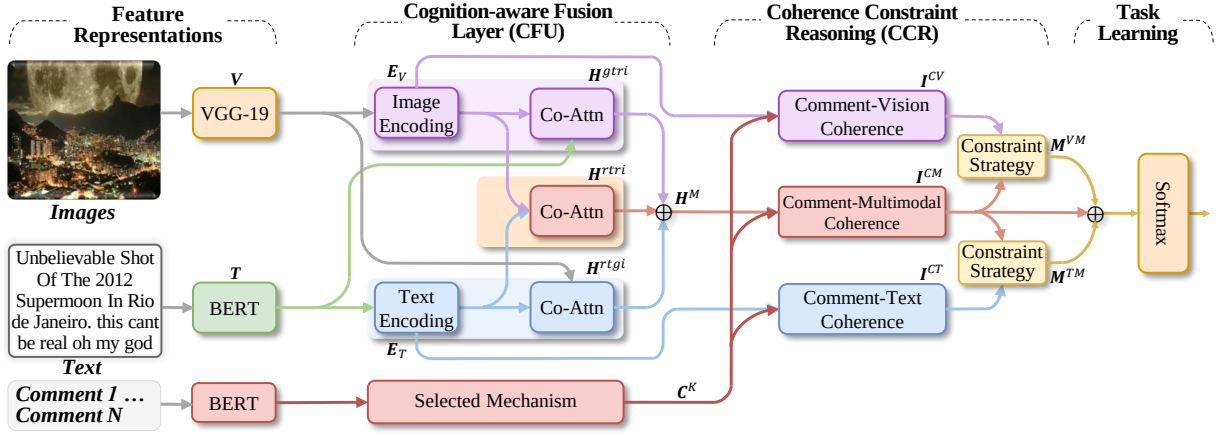 Feature
Representations
Cognition-aware Fusion
Layer (CFU)
Coherence Constraint
Reasoning (CCR)
Task
Learning
V
VGG-19
Images
Unbelievable Shot
Of The 2012
Supermoon In Rio
de Janeiro. this cant
be real oh my god
Text
T
BERT
Comment 1 …
Comment N
BERT
E_V
Image
Encoding
H^{gtri}
Co-Attn
H^{rtri}
Co-Attn
H^M
H^{rtgi}
Text
Encoding
Co-Attn
E_T
Selected Mechanism
C^K
I^{CV}
Comment-Vision
Coherence
I^{CM}
Comment-Multimodal
Coherence
I^{CT}
Comment-Text
Coherence
Constraint
Strategy
M^{VM}
Constraint
Strategy
M^{TM}
Softmax